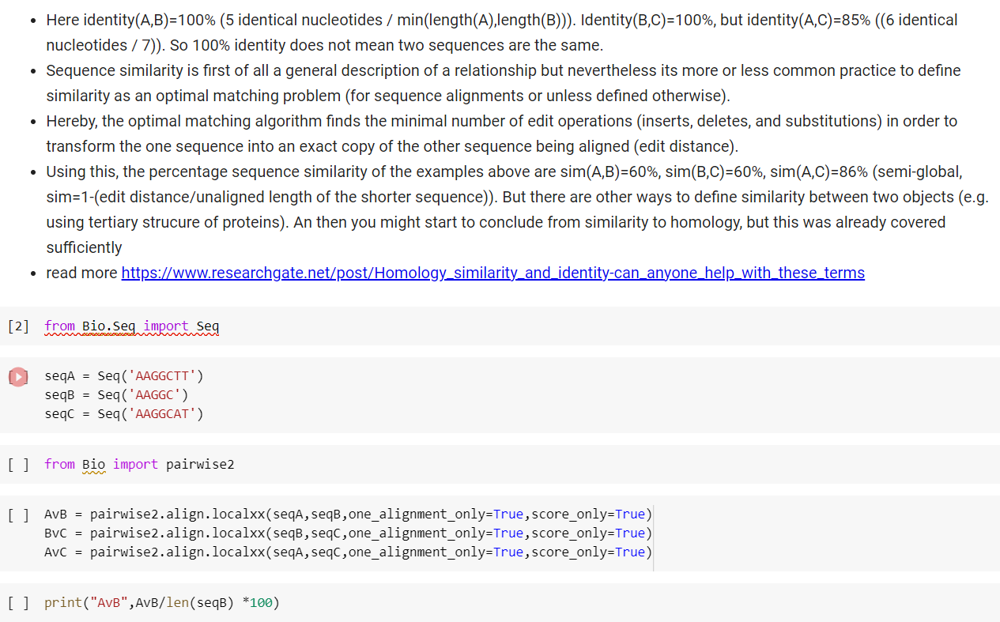 • Here identity(A,B)=100% (5 identical nucleotides / min(length(A),length(B))). Identity(B,C)=100%, but identity(A,C)=85% ((6 identical
nucleotides / 7)). So 100% identity does not mean two sequences are the same.
• Sequence similarity is first of all a general description of a relationship but nevertheless its more or less common practice to define
similarity as an optimal matching problem (for sequence alignments or unless defined otherwise).
• Hereby, the optimal matching algorithm finds the minimal number of edit operations (inserts, deletes, and substitutions) in order to
transform the one sequence into an exact copy of the other sequence being aligned (edit distance).
• Using this, the percentage sequence similarity of the examples above are sim(A,B)=60%, sim(B,C)=60%, sim(A,C)=86% (semi-global,
sim=1-(edit distance/unaligned length of the shorter sequence)). But there are other ways to define similarity between two objects (e.g.
using tertiary strucure of proteins). An then you might start to conclude from similarity to homology, but this was already covered
sufficiently
• read more https://www.researchgate.net/post/Homology_similarity_and_identity-can_anyone_help_with_these_terms
[2] from Bio.Seq import Seq
seqA = Seq('AAGGCTT')
seqB = Seq('AAGGC')
seqC = Seq('AAGGCAT')
[ ] from Bio import pairwise2
[ ] AvB = pairwise2.align.localxx(seqA,seqB,one_alignment_only=True,score_only=True)
BvC = pairwise2.align.localxx(seqB,seqC,one_alignment_only=True,score_only=True)
AvC = pairwise2.align.localxx(seqA,seqC,one_alignment_only=True,score_only=True)
[ ] print("AvB",AvB/len(seqB) *100)